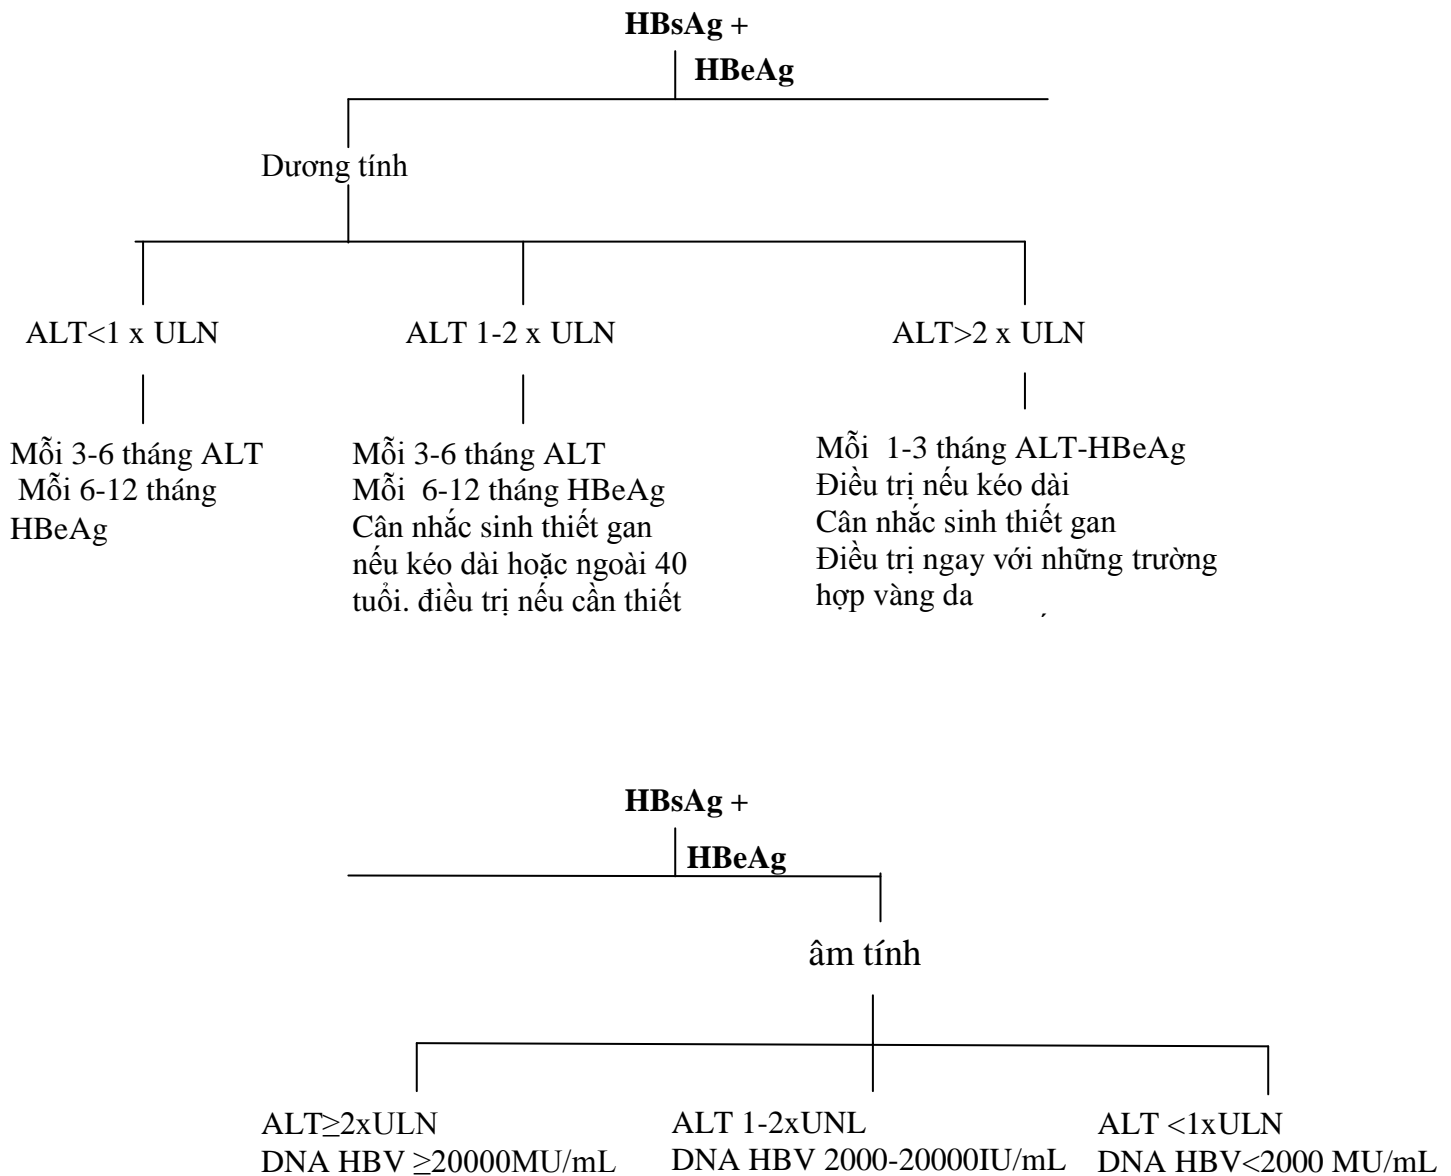 HBsAg +
HBeAg
Dương tính
ALT<1 x ULN
ALT 1-2 x ULN
ALT>2 x ULN
Mỗi 3-6 tháng ALT
Mỗi 6-12 tháng
HBeAg
Mỗi 3-6 tháng ALT
Mỗi 6-12 tháng HBeAg
Cân nhắc sinh thiết gan
nếu kéo dài hoặc ngoài 40
tuổi. điều trị nếu cần thiết
Mỗi 1-3 tháng ALT-HBeAg
Điều trị nếu kéo dài
Cân nhắc sinh thiết gan
Điều trị ngay với những trường
hợp vàng da
HBsAg +
HBeAg
âm tính
ALT≥2xULN
DNA HBV ≥20000MU/mL
ALT 1-2xUNL
DNA HBV 2000-20000IU/mL
ALT <1xULN
DNA HBV<2000 MU/mL